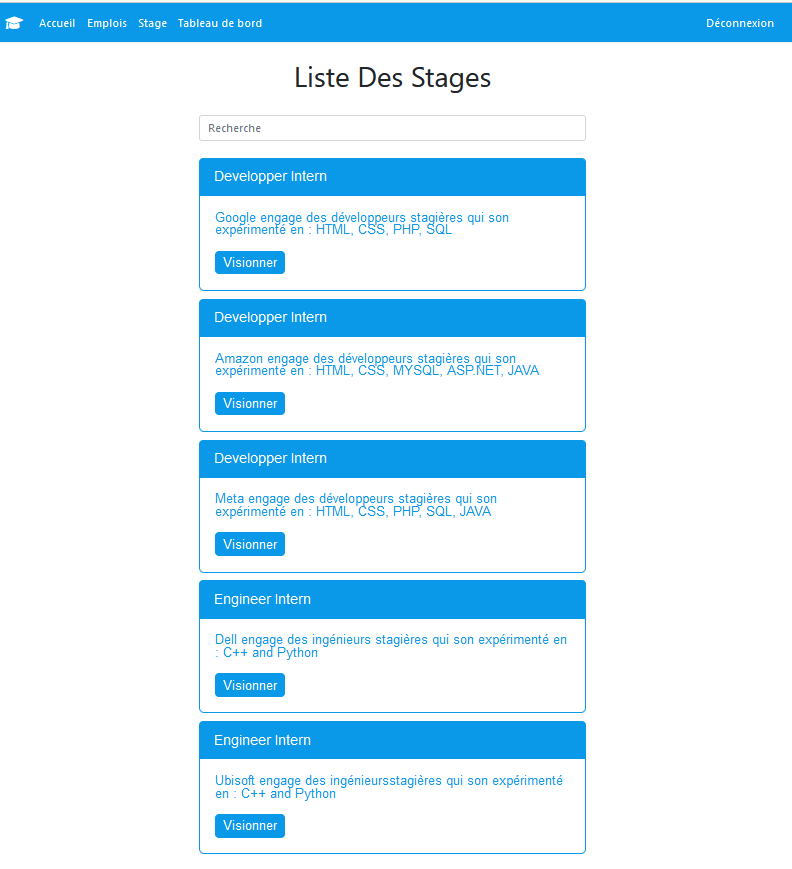 Accueil Emplois Stage Tableau de bord Déconnexion
Liste Des Stages
Recherche
Developper Intern
Google engage des développeurs stagières qui son
expérimenté en : HTML, CSS, PHP, SQL
Visionner
Developper Intern
Amazon engage des développeurs stagières qui son
expérimenté en : HTML, CSS, MYSQL, ASP.NET, JAVA
Visionner
Developper Intern
Meta engage des développeurs stagières qui son
expérimenté en : HTML, CSS, PHP, SQL, JAVA
Visionner
Engineer Intern
Dell engage des ingénieurs stagières qui son expérimenté en
: C++ and Python
Visionner
Engineer Intern
Ubisoft engage des ingénieursstagières qui son expérimenté
en : C++ and Python
Visionner